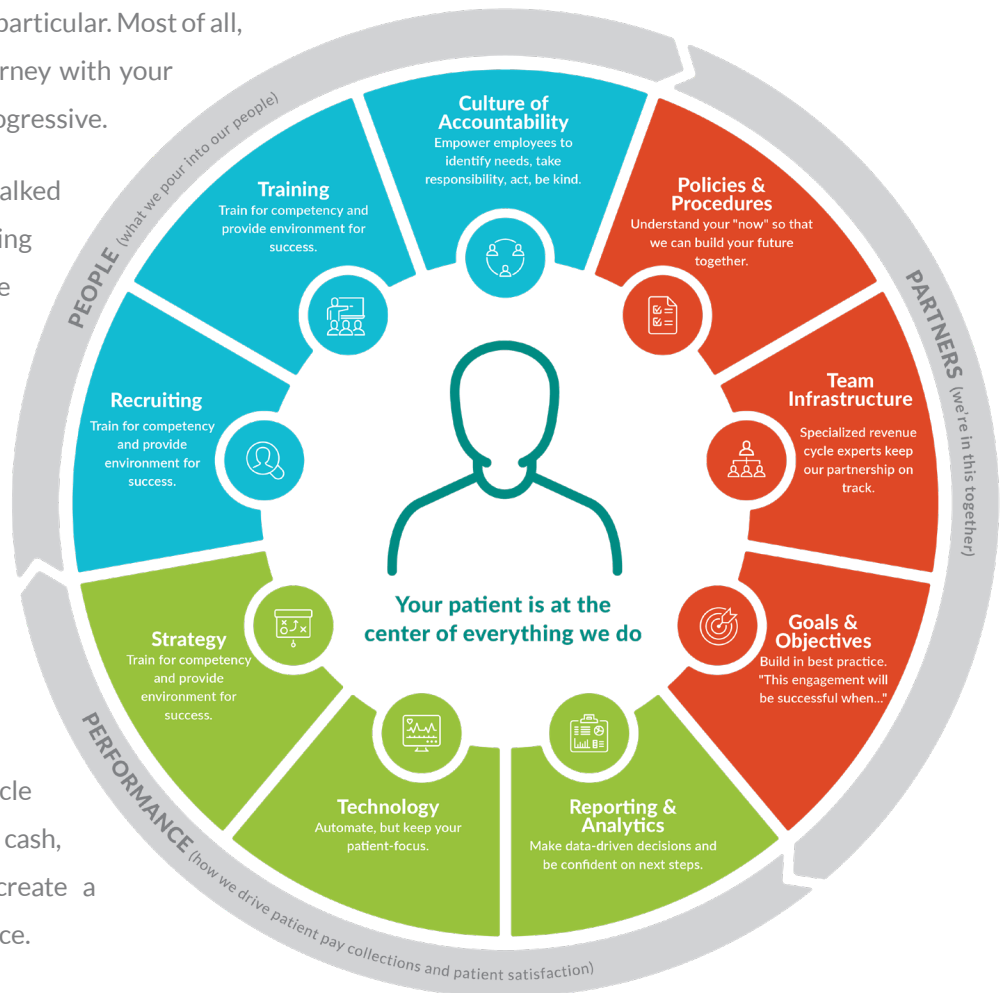 particular. Most of all,
rney with your
ogressive.
alked
ing
e
cle
cash,
create a
ce.
PEOPLE (what we pour into our people)
Culture of
Accountability
Empower employees to
identify needs, take
responsibility, act, be kind.
Training
Train for competency and
provide environment for
success.
Recruiting
Train for competency
and provide
environment for
success.
PARTNERS (we're in this together)
Policies &
Procedures
Understand your "now" so that
we can build your future
together.
Team
Infrastructure
Specialized revenue
cycle experts keep
our partnership on
track.
Goals &
Objectives
Build in best practice.
"This engagement will
be successful when..."
Your patient is at the
center of everything we do
PERFORMANCE (how we drive patient pay collections and patient satisfaction)
Strategy
Train for competency
and provide
environment for
success.
Technology
Automate, but keep your
patient-focus.
Reporting &
Analytics
Make data-driven decisions and
be confident on next steps.